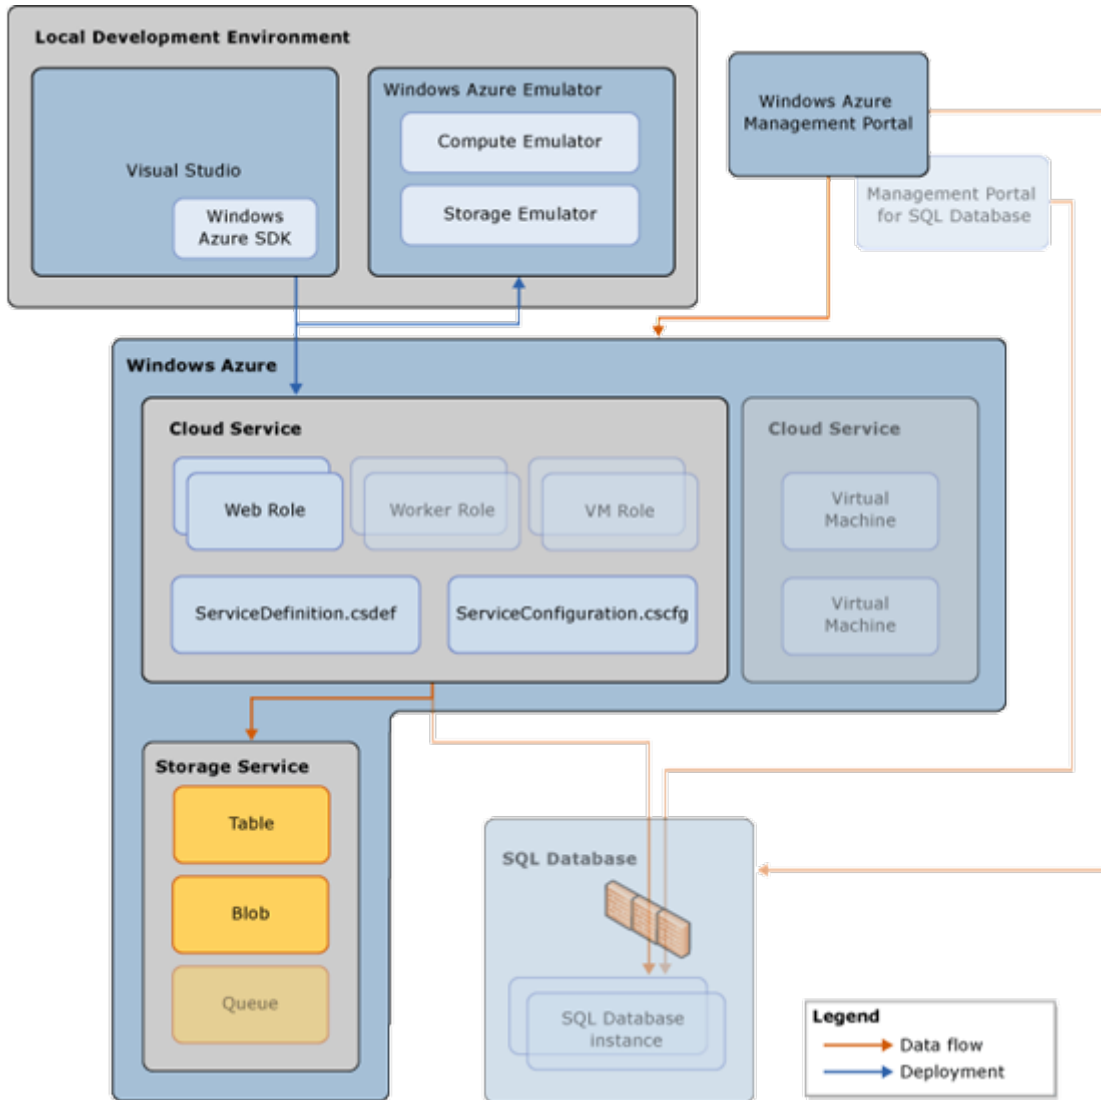 Local Development Environment
Visual Studio
Windows
Azure SDK
Windows Azure Emulator
Compute Emulator
Storage Emulator
Windows Azure
Management Portal
Management Portal
for SQL Database
Windows Azure
Cloud Service
Web Role
Worker Role
VM Role
ServiceDefinition.csdef
ServiceConfiguration.cscfg
Cloud Service
Virtual
Machine
Virtual
Machine
Storage Service
Table
Blob
Queue
SQL Database
SQL Database
instance
Legend
Data flow
Deployment